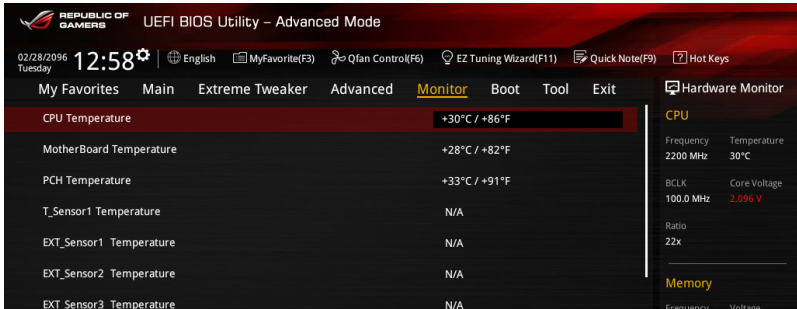 REPUBLIC OF
GAMERS
UEFI BIOS Utility – Advanced Mode
02/28/2096
Tuesday
12:58
English
MyFavorite(F3)
Qfan Control(F6)
EZ Tuning Wizard(F11)
Quick Note(F9)
? Hot Keys
My Favorites Main Extreme Tweaker Advanced Monitor Boot Tool Exit
Hardware Monitor
CPU Temperature +30°C / +86°F
MotherBoard Temperature +28°C / +82°F
PCH Temperature +33°C / +91°F
T_Sensor1 Temperature N/A
EXT_Sensor1 Temperature N/A
EXT_Sensor2 Temperature N/A
EXT_Sensor3 Temperature N/A
CPU
Frequency Temperature
2200 MHz 30°C
BCLK Core Voltage
100.0 MHz 2.096 V
Ratio
22x
Memory
Frequency Voltage